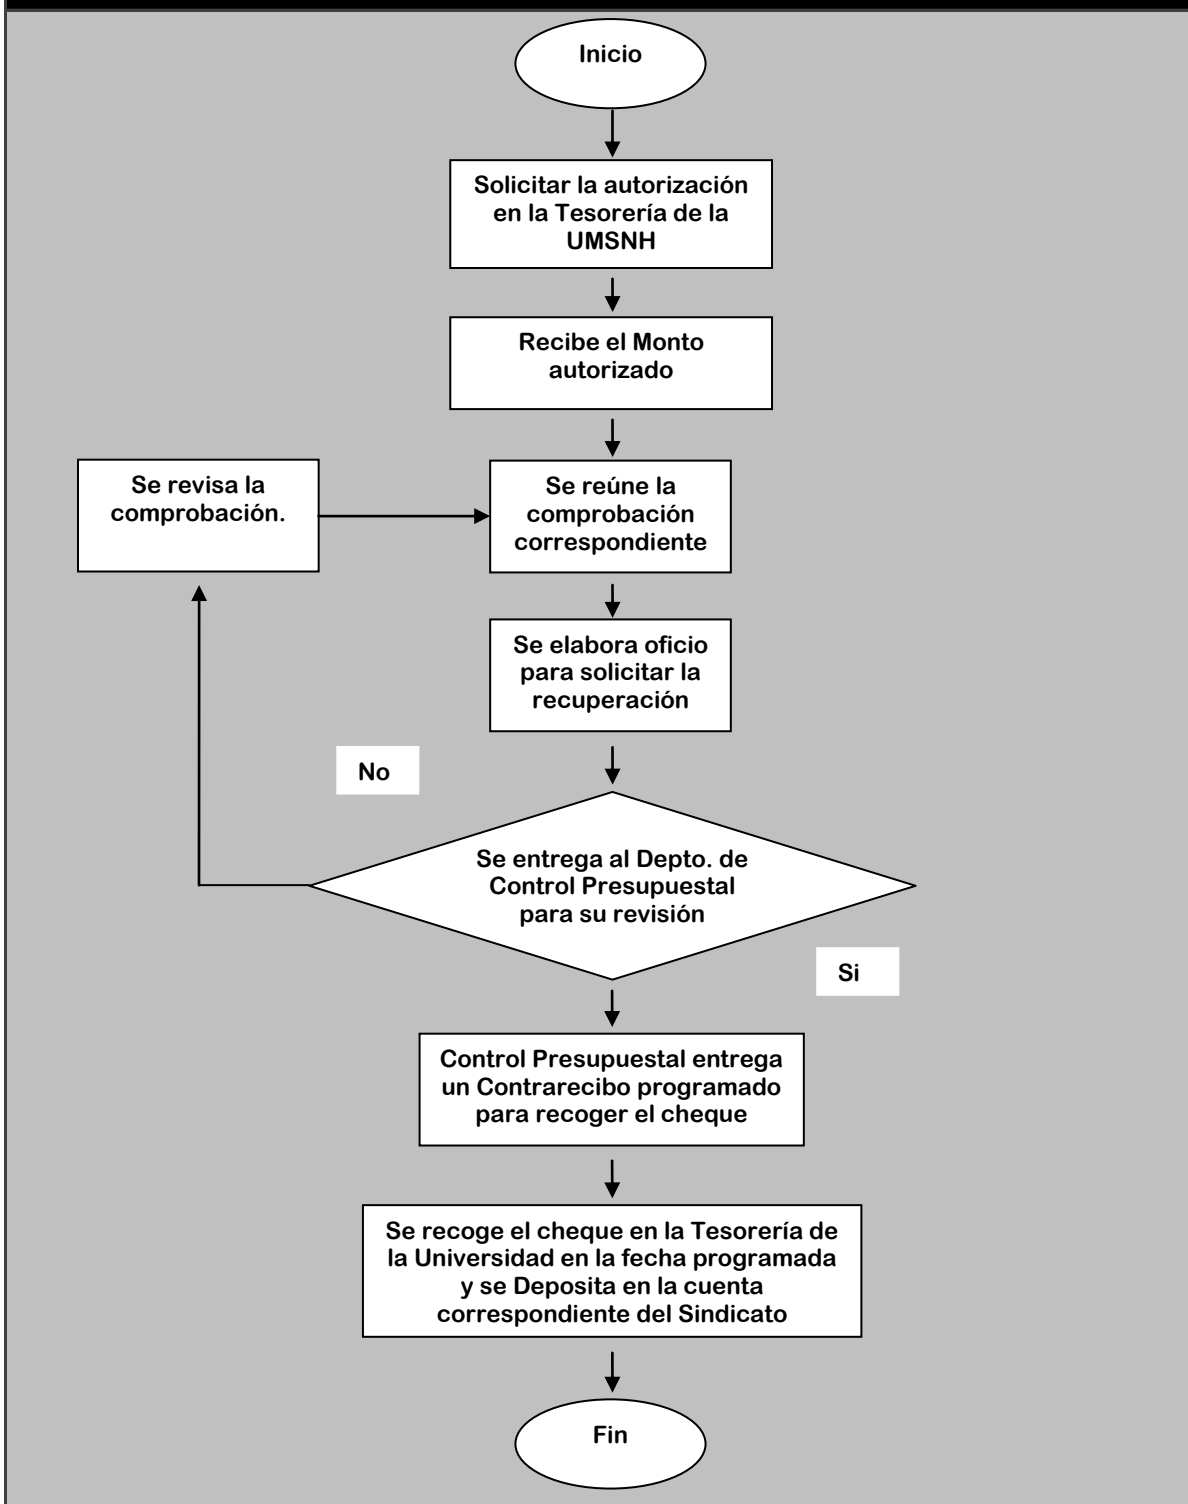 Inicio
Solicitar la autorización
en la Tesorería de la
UMSNH
Recibe el Monto
autorizado
Se revisa la
comprobación.
Se reúne la
comprobación
correspondiente
Se elabora oficio
para solicitar la
recuperación
No
Se entrega al Depto. de
Control Presupuestal
para su revisión
Si
Control Presupuestal entrega
un Contrarecibo programado
para recoger el cheque
Se recoge el cheque en la Tesorería de
la Universidad en la fecha programada
y se Deposita en la cuenta
correspondiente del Sindicato
Fin